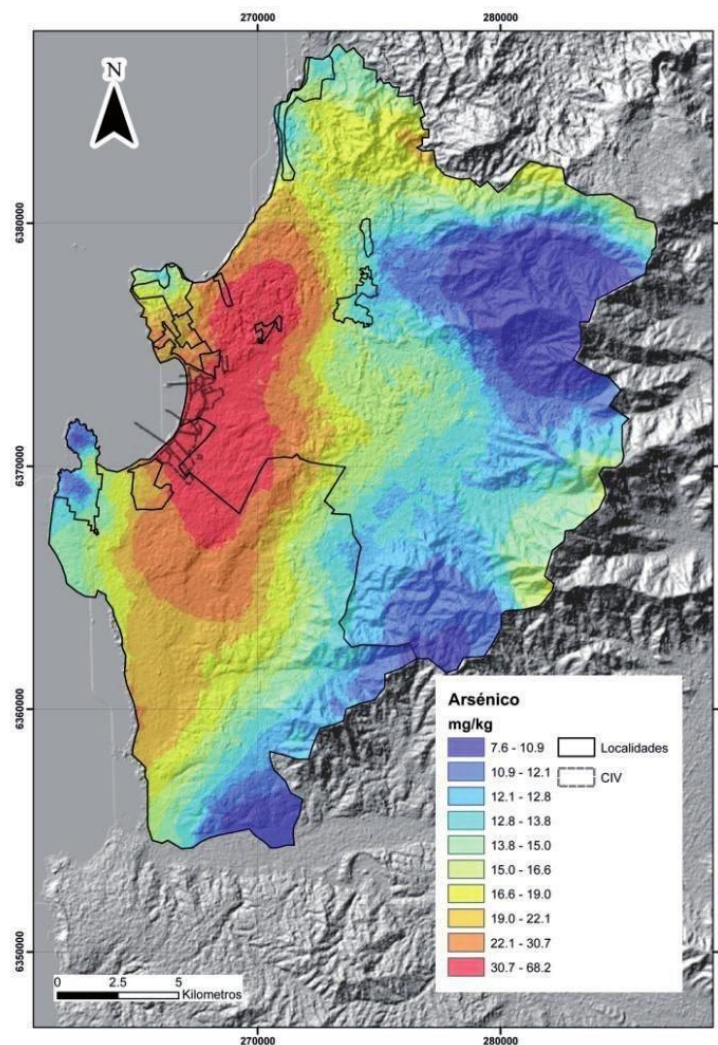 270000
280000
N
6380000
6370000
6360000
6350000
Arsénico
mg/kg
7.6 - 10.9
10.9 - 12.1
12.1 - 12.8
12.8 - 13.8
13.8 - 15.0
15.0 - 16.6
16.6 - 19.0
19.0 - 22.1
22.1 - 30.7
30.7 - 68.2
Localidades
CIV
0 2.5 5
Kilometros
270000
280000